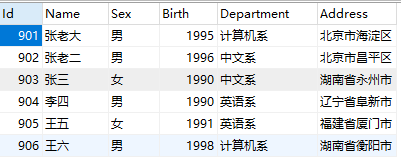 Id Name Sex Birth Department Address
901 张老大 男 1995 计算机系 北京市海淀区
902 张老二 男 1996 中文系 北京市昌平区
903 张三 女 1990 中文系 湖南省永州市
904 李四 男 1990 英语系 辽宁省阜新市
905 王五 女 1991 英语系 福建省厦门市
906 王六 男 1998 计算机系 湖南省衡阳市